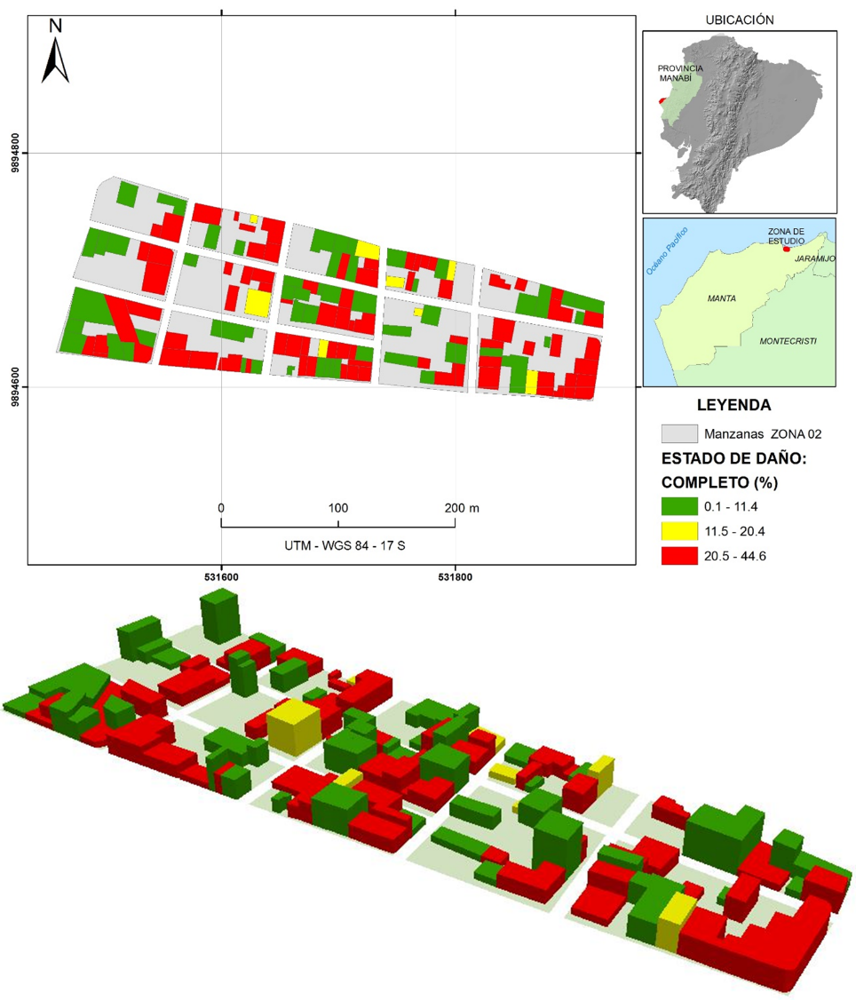 N
9894800
9894600
0
100
200 m
UTM - WGS 84 - 17 S
531600
531800
UBICACIÓN
PROVINCIA
MANABÍ
Océano Pacífico
ZONA DE
ESTUDIO
JARAMIJO
MANTA
MONTECRISTI
LEYENDA
Manzanas ZONA 02
ESTADO DE DAÑO:
COMPLETO (%)
0.1 - 11.4
11.5 - 20.4
20.5 - 44.6